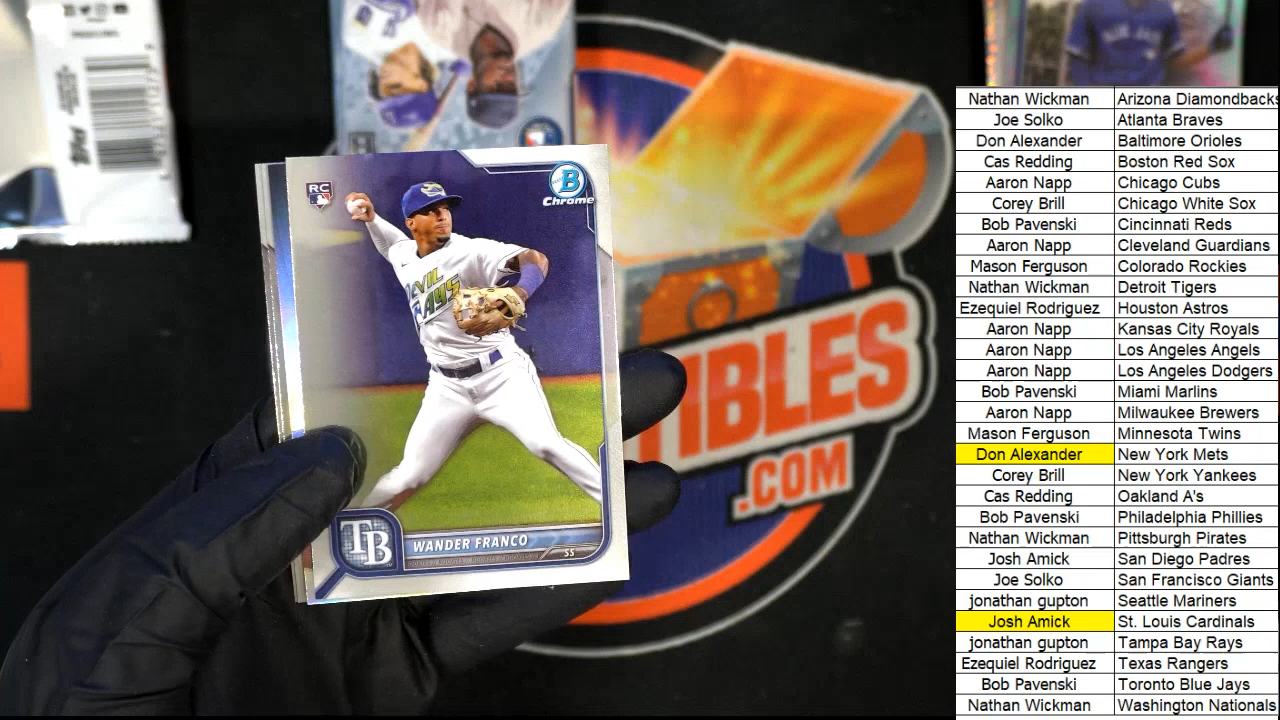 RC
B
Chrome
DEVIL
RAYS
TB
WANDER FRANCO
SS
TIBLES
.COM
topps
Nathan Wickman Arizona Diamondbacks
Joe Solko Atlanta Braves
Don Alexander Baltimore Orioles
Cas Redding Boston Red Sox
Aaron Napp Chicago Cubs
Corey Brill Chicago White Sox
Bob Pavenski Cincinnati Reds
Aaron Napp Cleveland Guardians
Mason Ferguson Colorado Rockies
Nathan Wickman Detroit Tigers
Ezequiel Rodriguez Houston Astros
Aaron Napp Kansas City Royals
Aaron Napp Los Angeles Angels
Aaron Napp Los Angeles Dodgers
Bob Pavenski Miami Marlins
Aaron Napp Milwaukee Brewers
Mason Ferguson Minnesota Twins
Don Alexander New York Mets
Corey Brill New York Yankees
Cas Redding Oakland A's
Bob Pavenski Philadelphia Phillies
Nathan Wickman Pittsburgh Pirates
Josh Amick San Diego Padres
Joe Solko San Francisco Giants
jonathan gupton Seattle Mariners
Josh Amick St. Louis Cardinals
jonathan gupton Tampa Bay Rays
Ezequiel Rodriguez Texas Rangers
Bob Pavenski Toronto Blue Jays
Nathan Wickman Washington Nationals